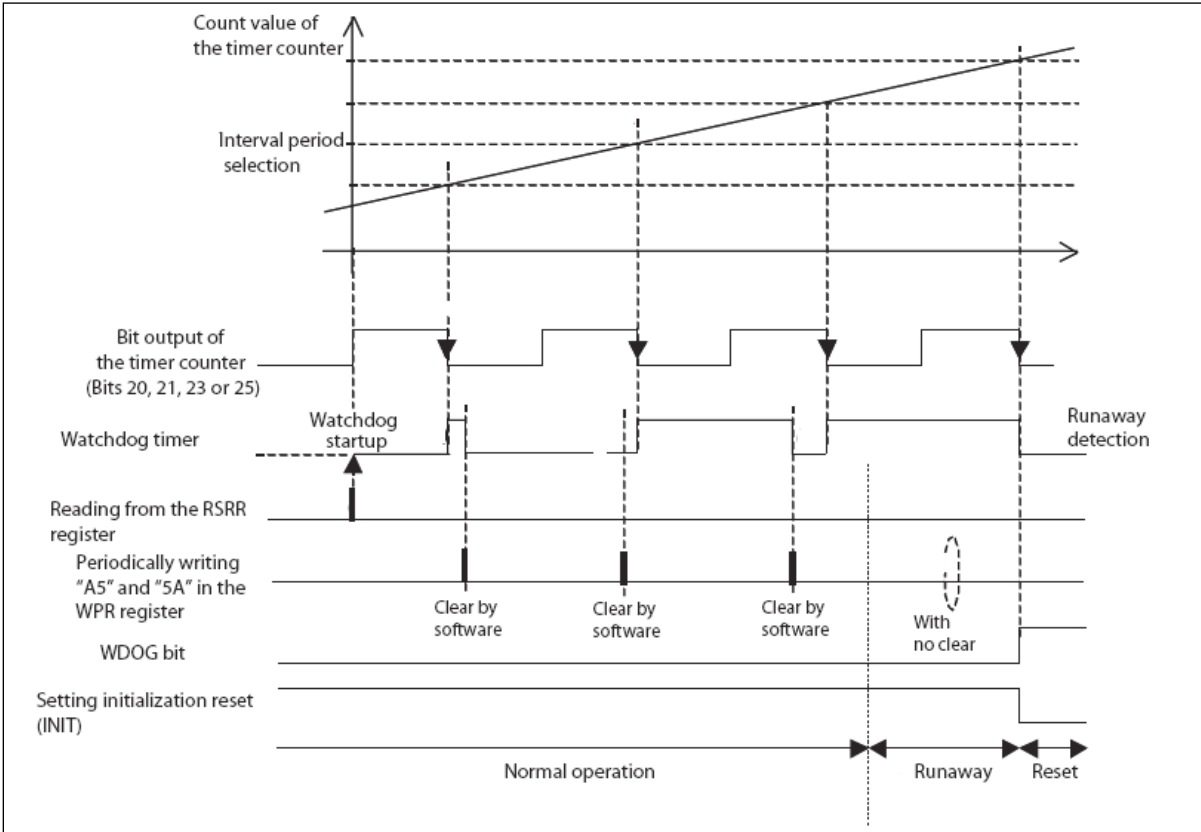 Count value of
the timer counter
Interval period
selection
Bit output of
the timer counter
(Bits 20, 21, 23 or 25)
Watchdog timer
Watchdog
startup
Runaway
detection
Reading from the RSRR
register
Periodically writing
"A5" and "5A" in the
WPR register
Clear by
software
Clear by
software
Clear by
software
With
no clear
WDOG bit
Setting initialization reset
(INIT)
Normal operation
Runaway
Reset